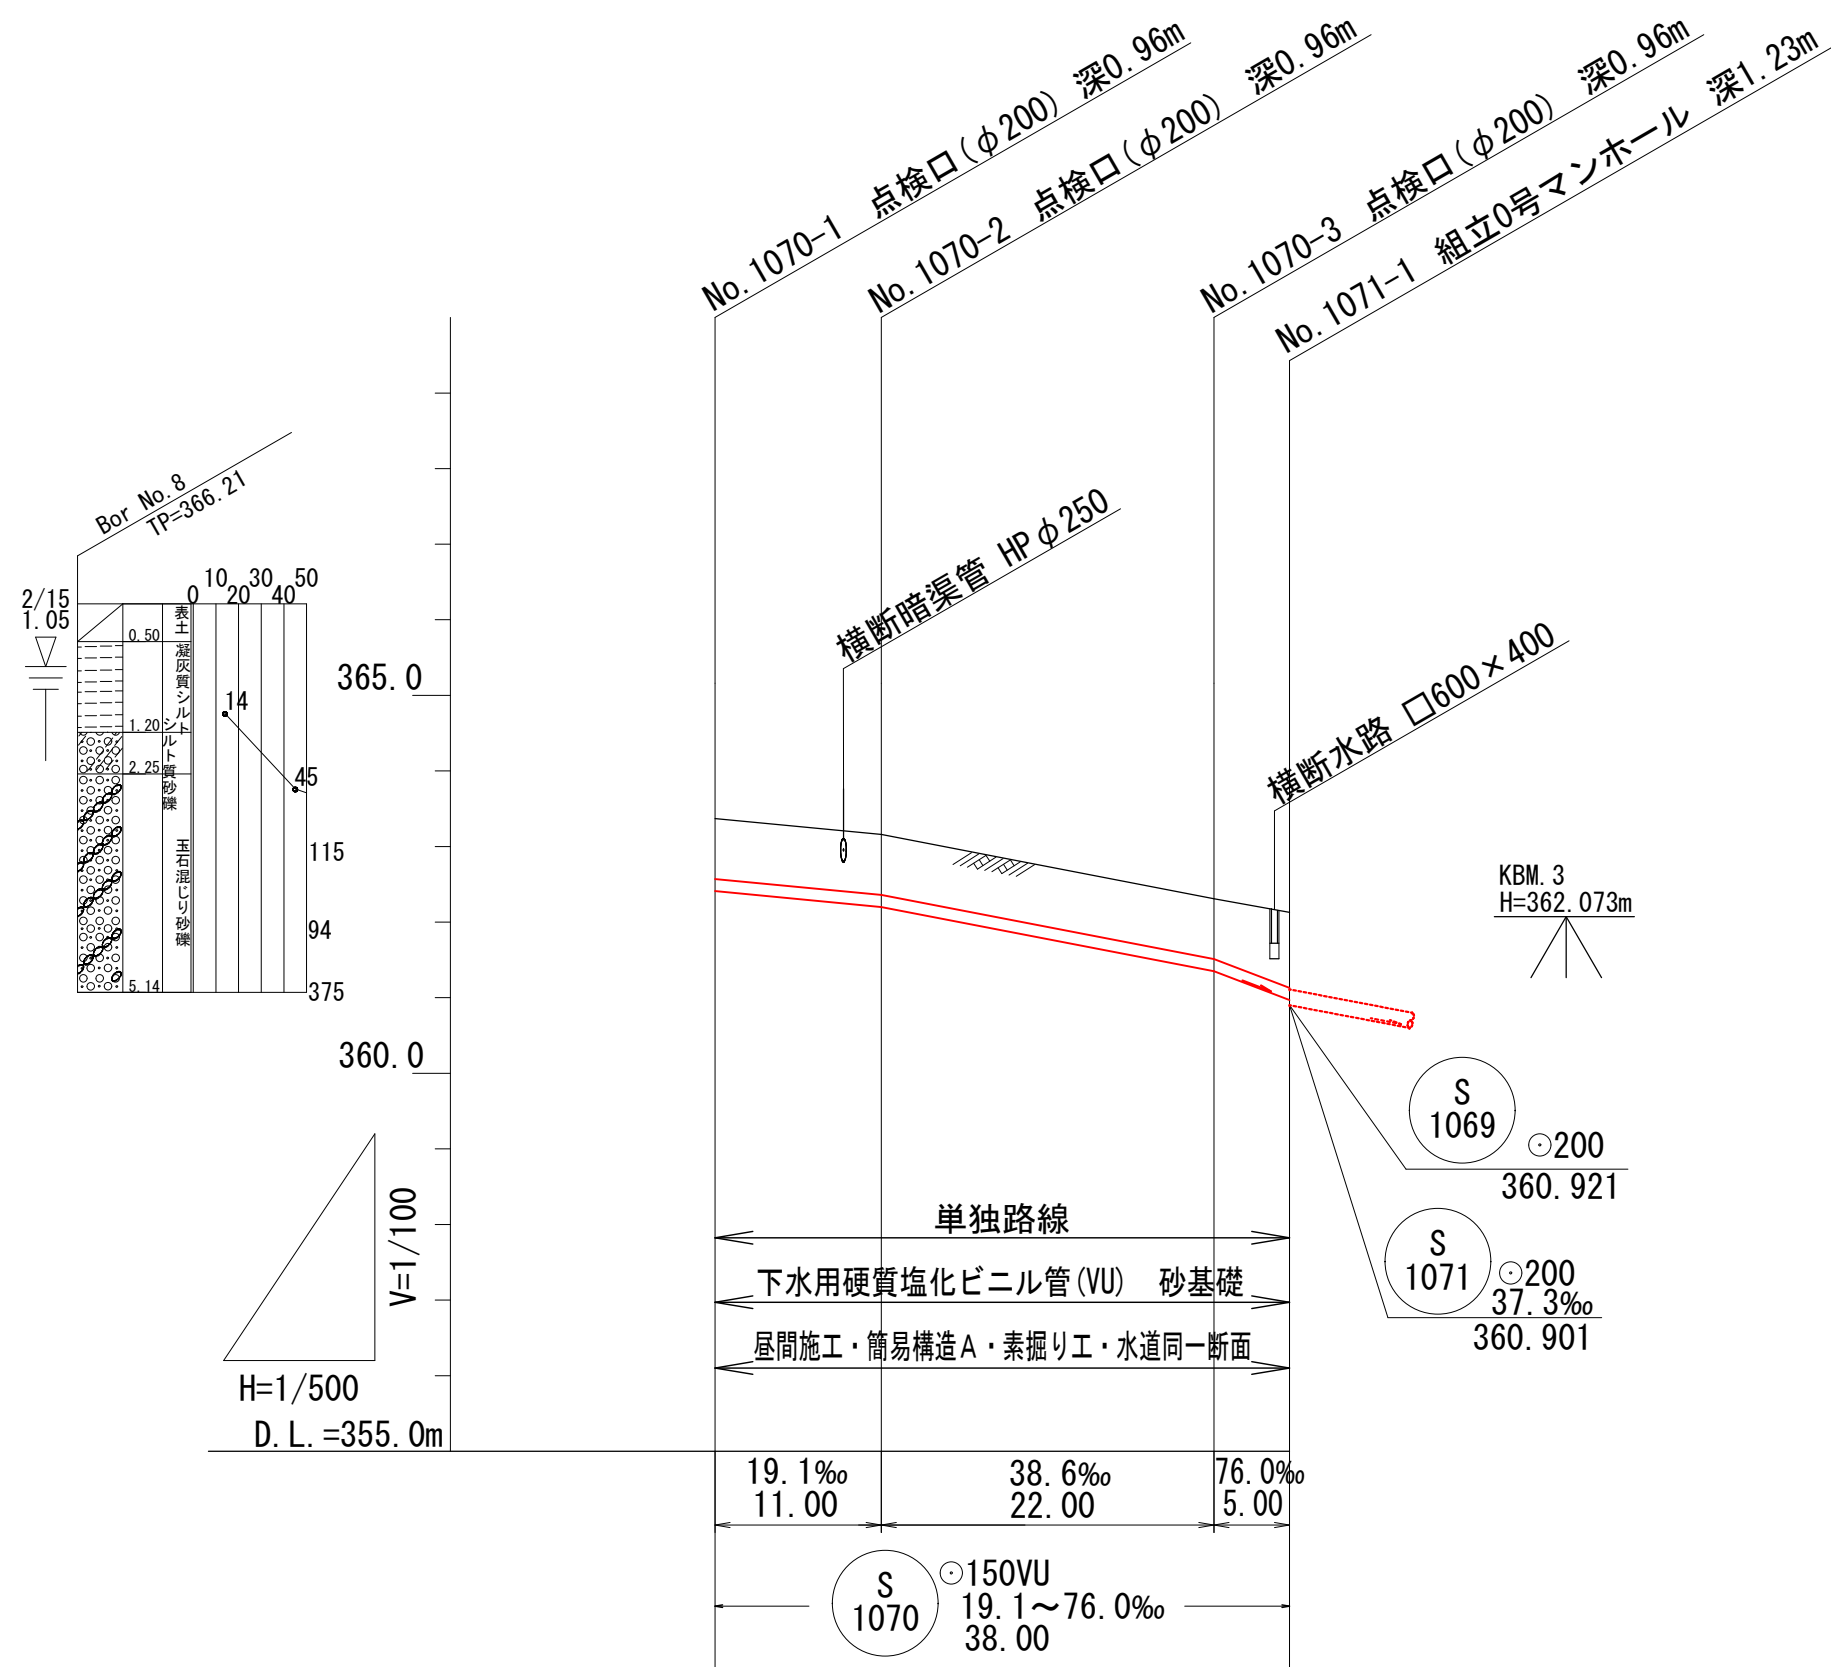 No.1070-1　点検口(φ200)　深0.96m
No.1070-2　点検口(φ200)　深0.96m
No.1070-3　点検口(φ200)　深0.96m
No.1071-1　組立0号マンホール　深1.23m
Bor No.8
TP=366.21
2/15
1.05
0 10 20 30 40 50
表土
0.50
凝灰質シルト
1.20
シルト質砂礫
2.25
玉石混じり砂礫
5.14
14
45
115
94
375
365.0
360.0
横断暗渠管 HPφ250
横断水路 口600×400
KBM.3
H=362.073m
S
1069
200
360.921
S
1071
200
37.3‰
360.901
単独路線
下水用硬質塩化ビニル管(VU)　砂基礎
昼間施工・簡易構造A・素掘り工・水道同一断面
V=1/100
H=1/500
D.L.=355.0m
19.1‰
11.00
38.6‰
22.00
76.0‰
5.00
S
1070
150VU
19.1～76.0‰
38.00